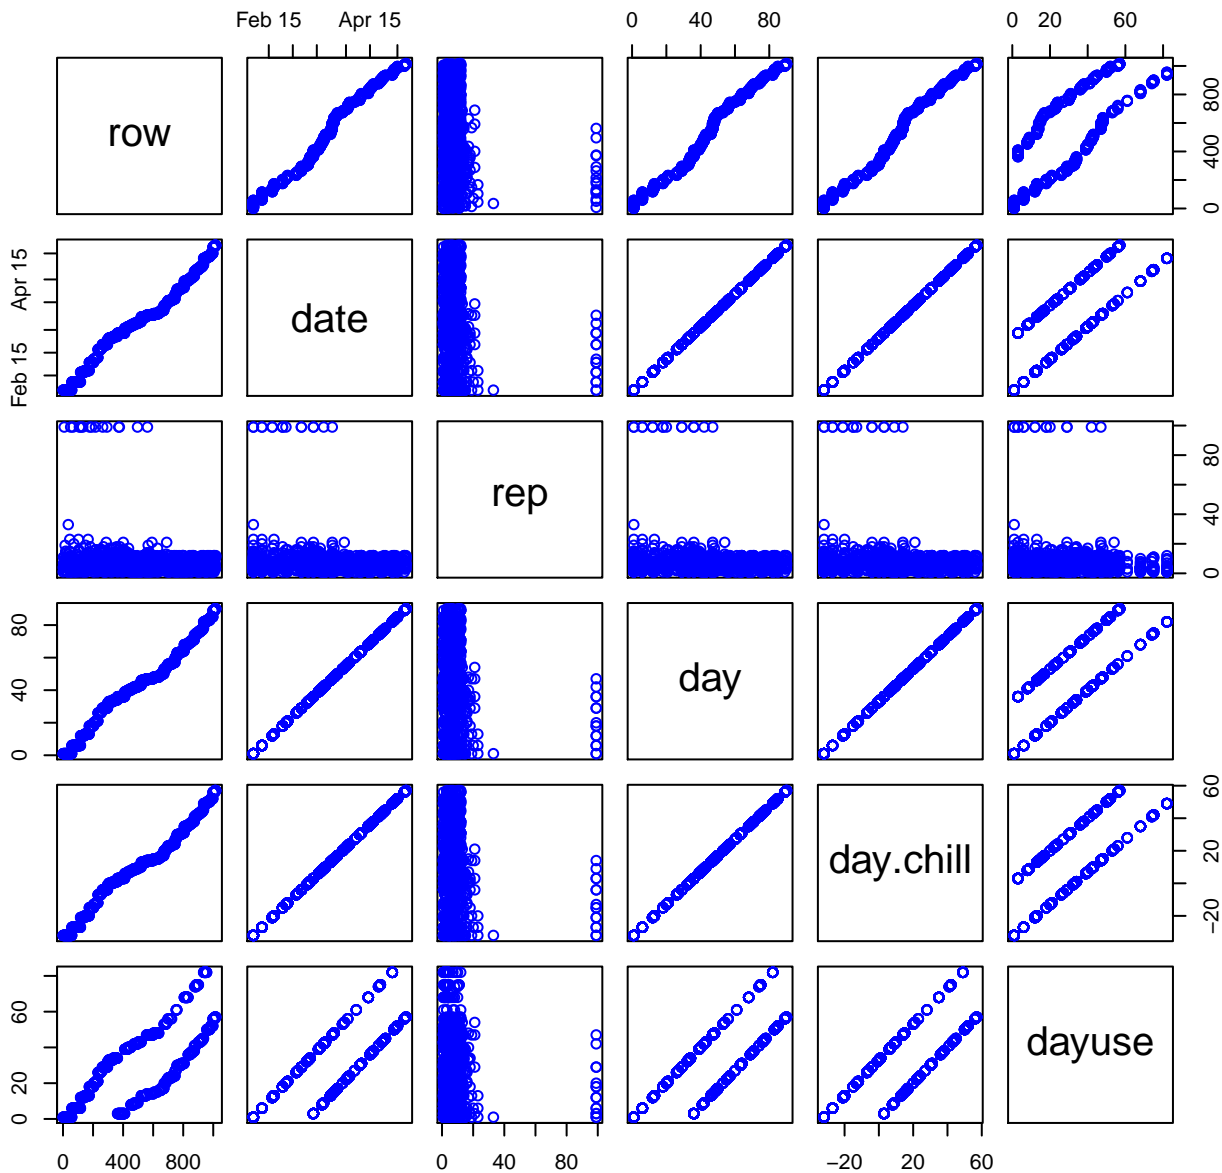 Feb 15 Apr 15 0 40 80 0 20 60
row 0 400 800
Feb 15 Apr 15 date
rep 0 40 80
0 40 80 day
day.chill −20 20 60
0 20 60 dayuse
0 400 800 0 40 80 −20 20 60